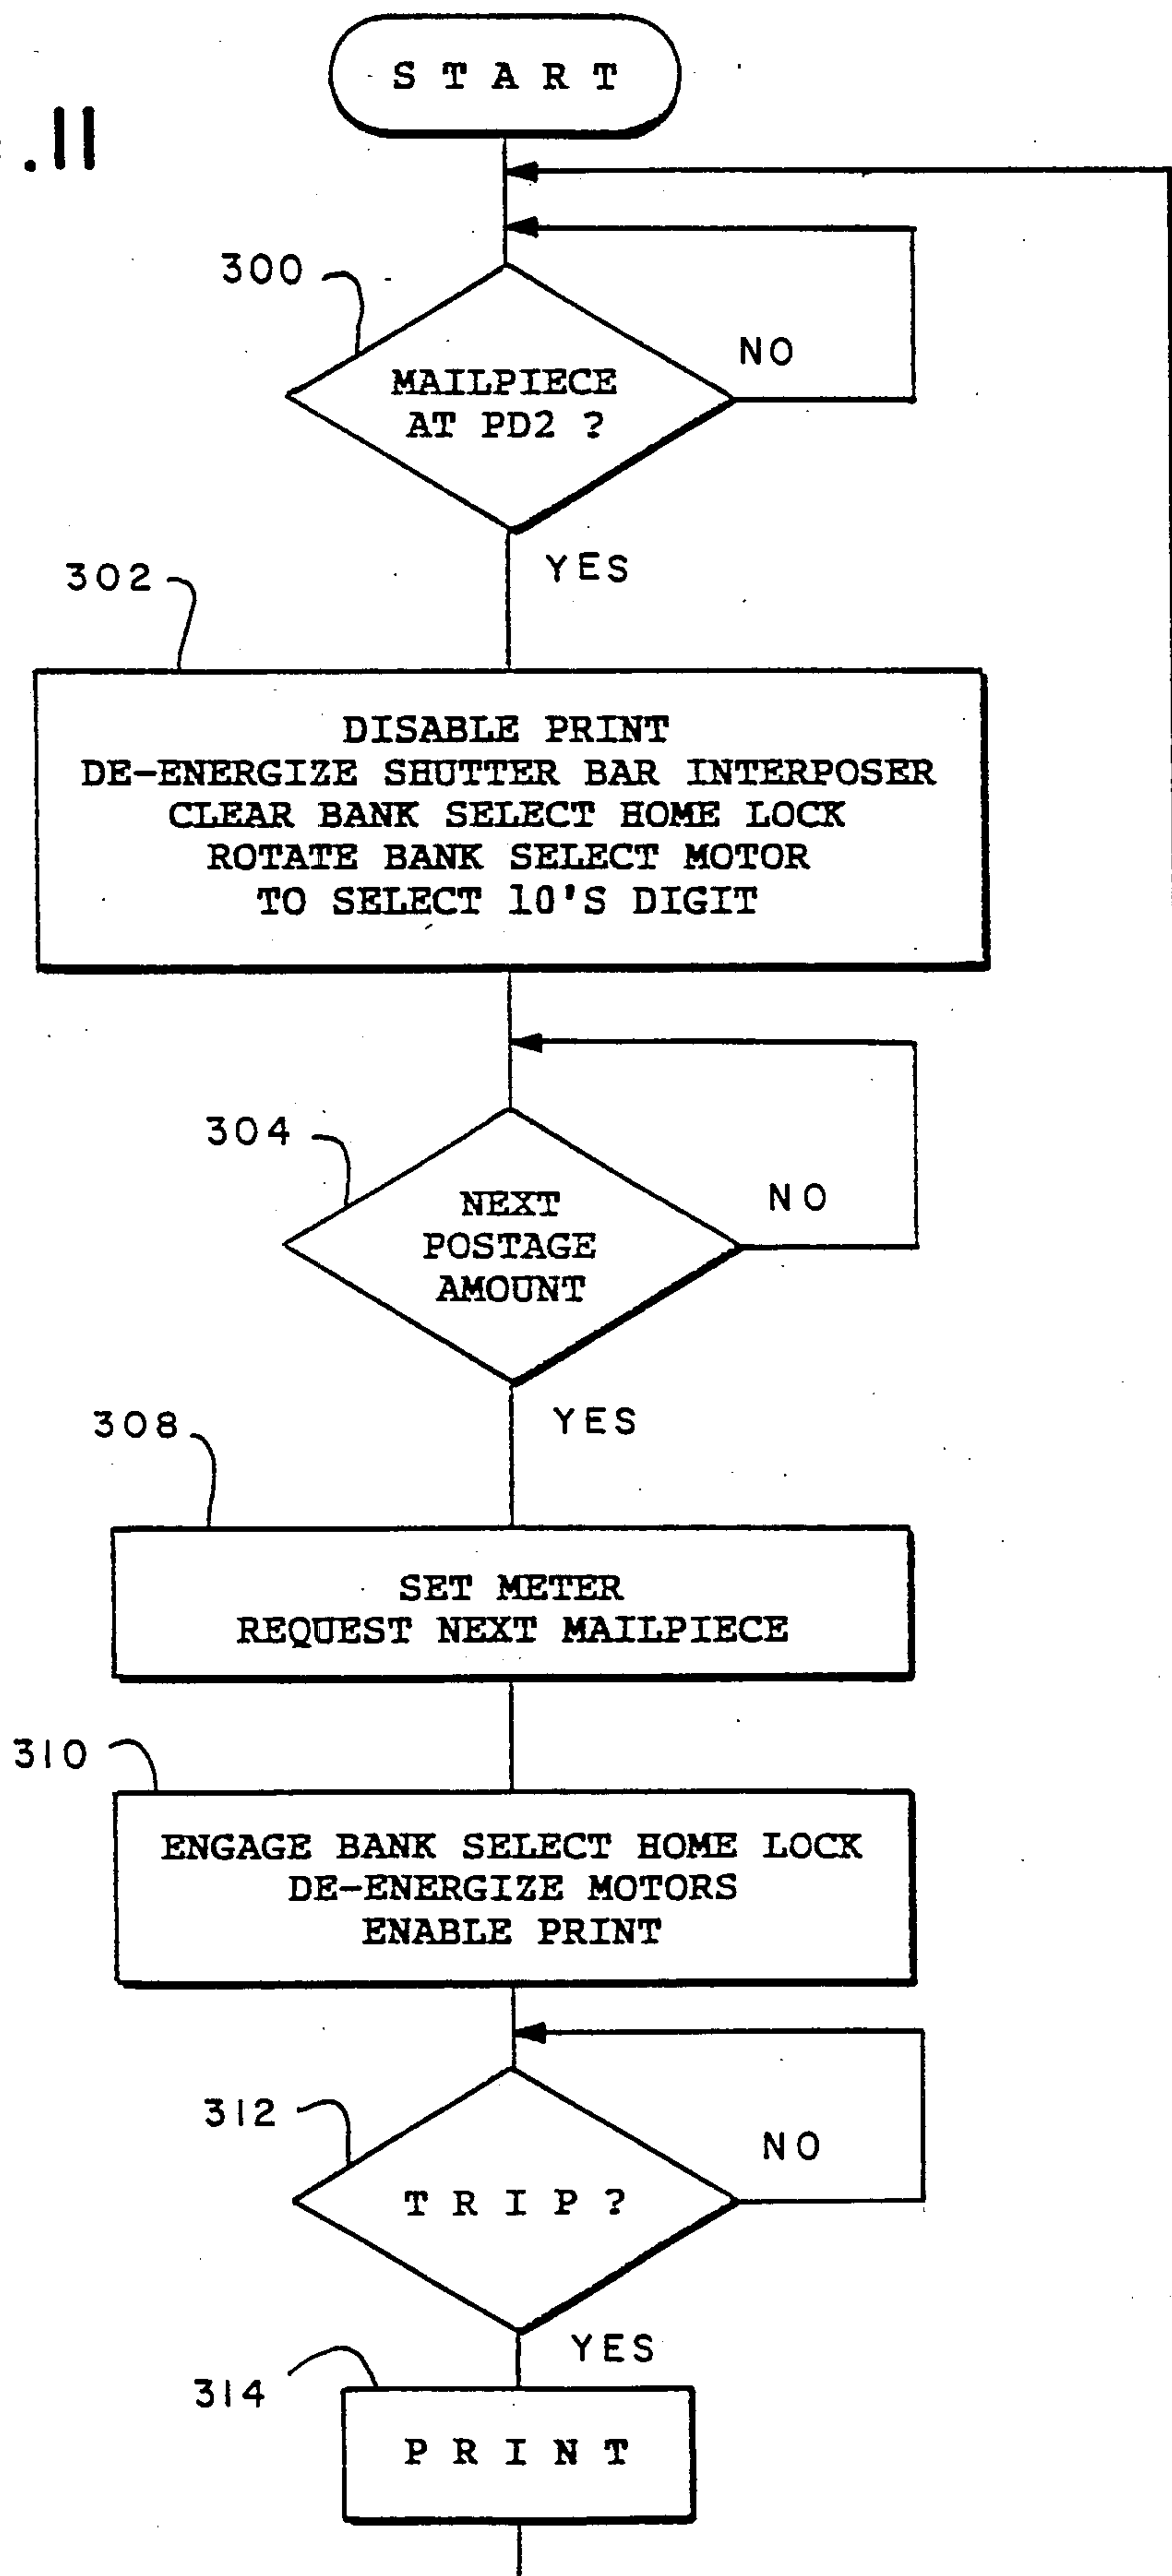 .11
START
300
MAILPIECE
AT PD2 ?
NO
YES
302
DISABLE PRINT
DE-ENERGIZE SHUTTER BAR INTERPOSER
CLEAR BANK SELECT HOME LOCK
ROTATE BANK SELECT MOTOR
TO SELECT 10'S DIGIT
304
NEXT
POSTAGE
AMOUNT
NO
YES
308
SET METER
REQUEST NEXT MAILPIECE
310
ENGAGE BANK SELECT HOME LOCK
DE-ENERGIZE MOTORS
ENABLE PRINT
312
TRIP?
NO
YES
314
PRINT